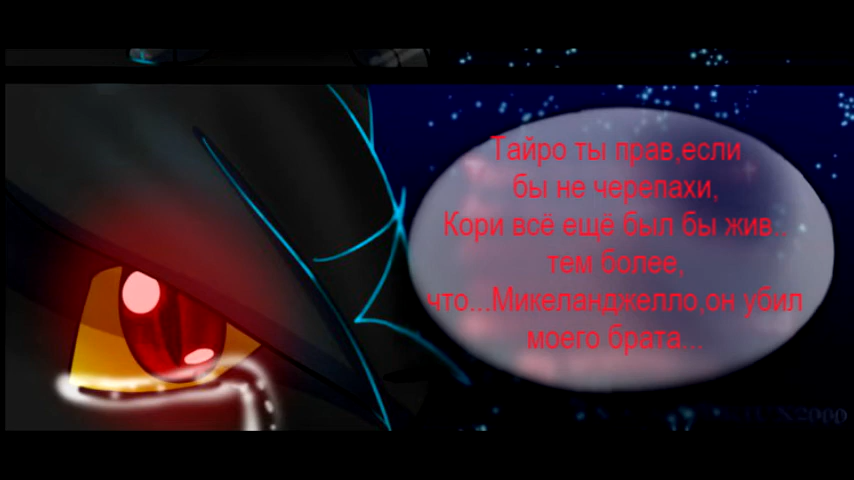 Тайро ты прав,если
бы не черепахи,
Кори всё ещё был бы жив..
тем более,
что...Микеланджелло,он убил
моего брата...